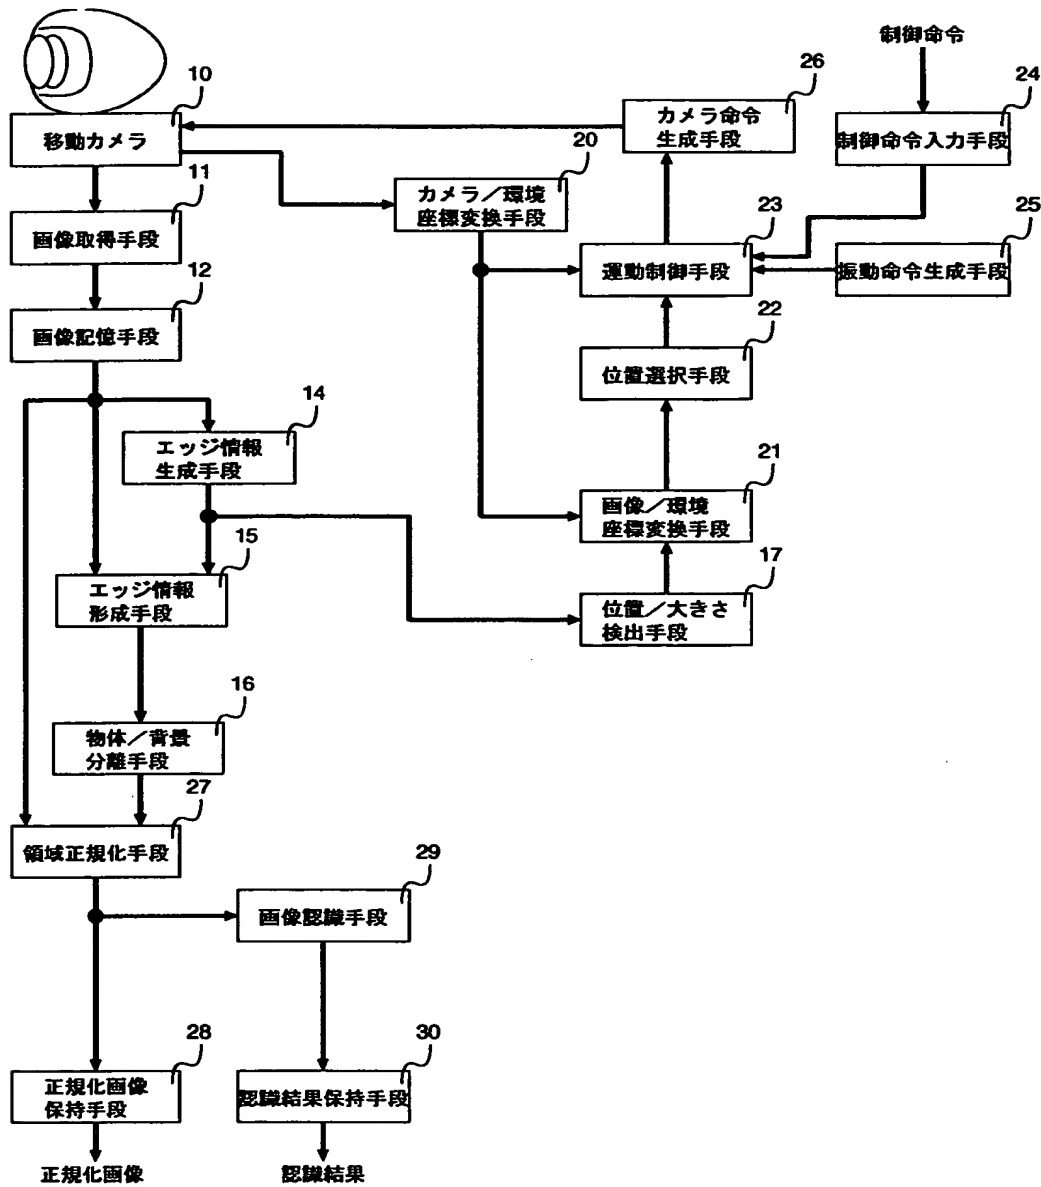 制御命令
26
24
10
カメラ命令
生成手段
移動カメラ
20
制御命令入力手段
11
カメラ／環境
座標変換手段
23
25
画像取得手段
12
運動制御手段
振動命令生成手段
22
画像記憶手段
位置選択手段
14
エッジ情報
生成手段
21
画像／環境
座標変換手段
15
17
エッジ情報
形成手段
位置／大きさ
検出手段
16
物体／背景
分離手段
27
領域正規化手段
29
画像認識手段
28
30
正規化画像
保持手段
認識結果保持手段
正規化画像
認識結果